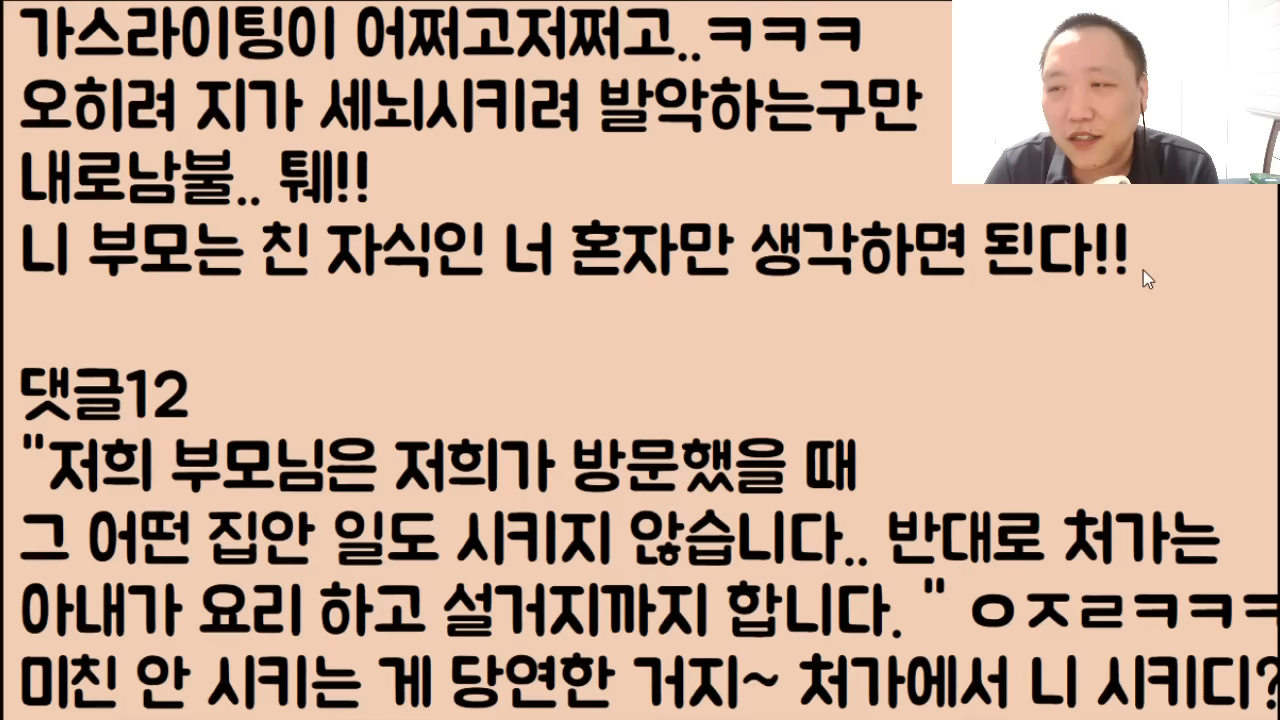 가스라이팅이 어쩌고저쩌고..ㅋㅋㅋ
오히려 지가 세뇌시키려 발악하는구만
내로남불.. 퉤!!
니 부모는 친 자식인 너 혼자만 생각하면 된다!!
댓글12
"저희 부모님은 저희가 방문했을 때
그 어떤 집안 일도 시키지 않습니다.. 반대로 처가는
아내가 요리 하고 설거지까지 합니다. " ㅇㅈㄹㅋㅋㅋ
미친 안 시키는 게 당연한 거지~ 처가에서 니 시키디?